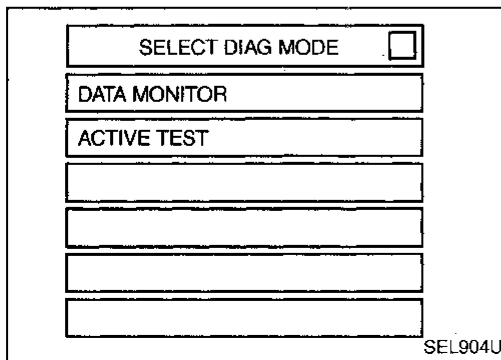 SELECT DIAG MODE
DATA MONITOR
ACTIVE TEST
SEL904U